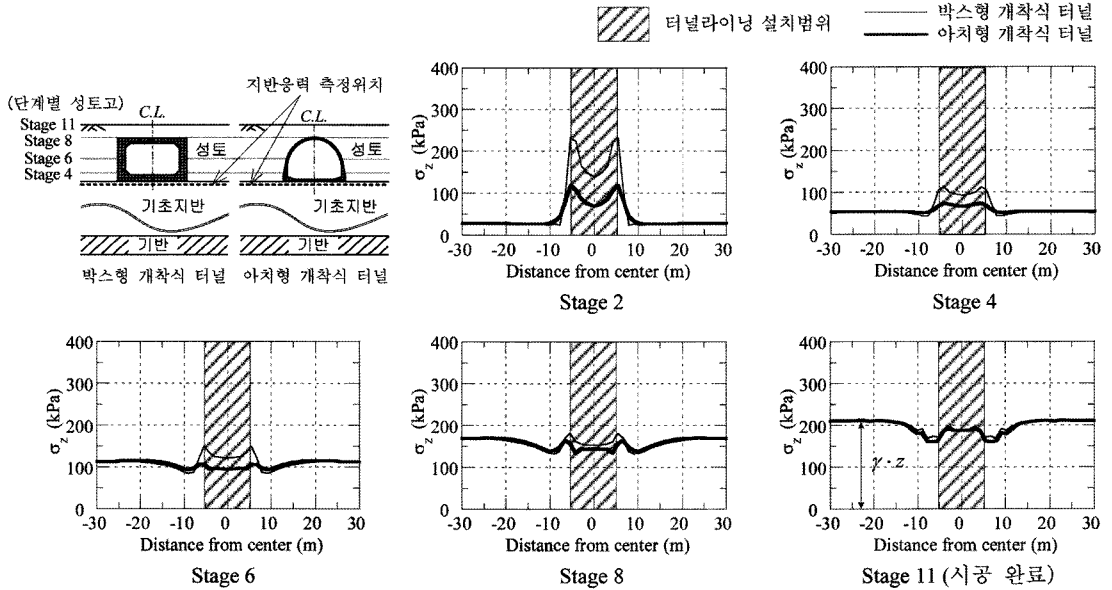 터널라이닝 설치범위
박스형 개착식 터널
아치형 개착식 터널
지반응력 측정위치
(단계별 성토고)
C.L.
C.L.
Stage 11
Stage 8
Stage 6
Stage 4
성토
성토
기초지반
기초지반
기반
기반
박스형 개착식 터널
아치형 개착식 터널
σz (kPa)
400
300
200
100
0
-30 -20 -10 0 10 20 30
Distance from center (m)
Stage 2
σz (kPa)
400
300
200
100
0
-30 -20 -10 0 10 20 30
Distance from center (m)
Stage 4
σz (kPa)
400
300
200
100
0
-30 -20 -10 0 10 20 30
Distance from center (m)
Stage 6
σz (kPa)
400
300
200
100
0
-30 -20 -10 0 10 20 30
Distance from center (m)
Stage 8
σz (kPa)
400
300
200
100
0
γ · z
-30 -20 -10 0 10 20 30
Distance from center (m)
Stage 11 (시공 완료)